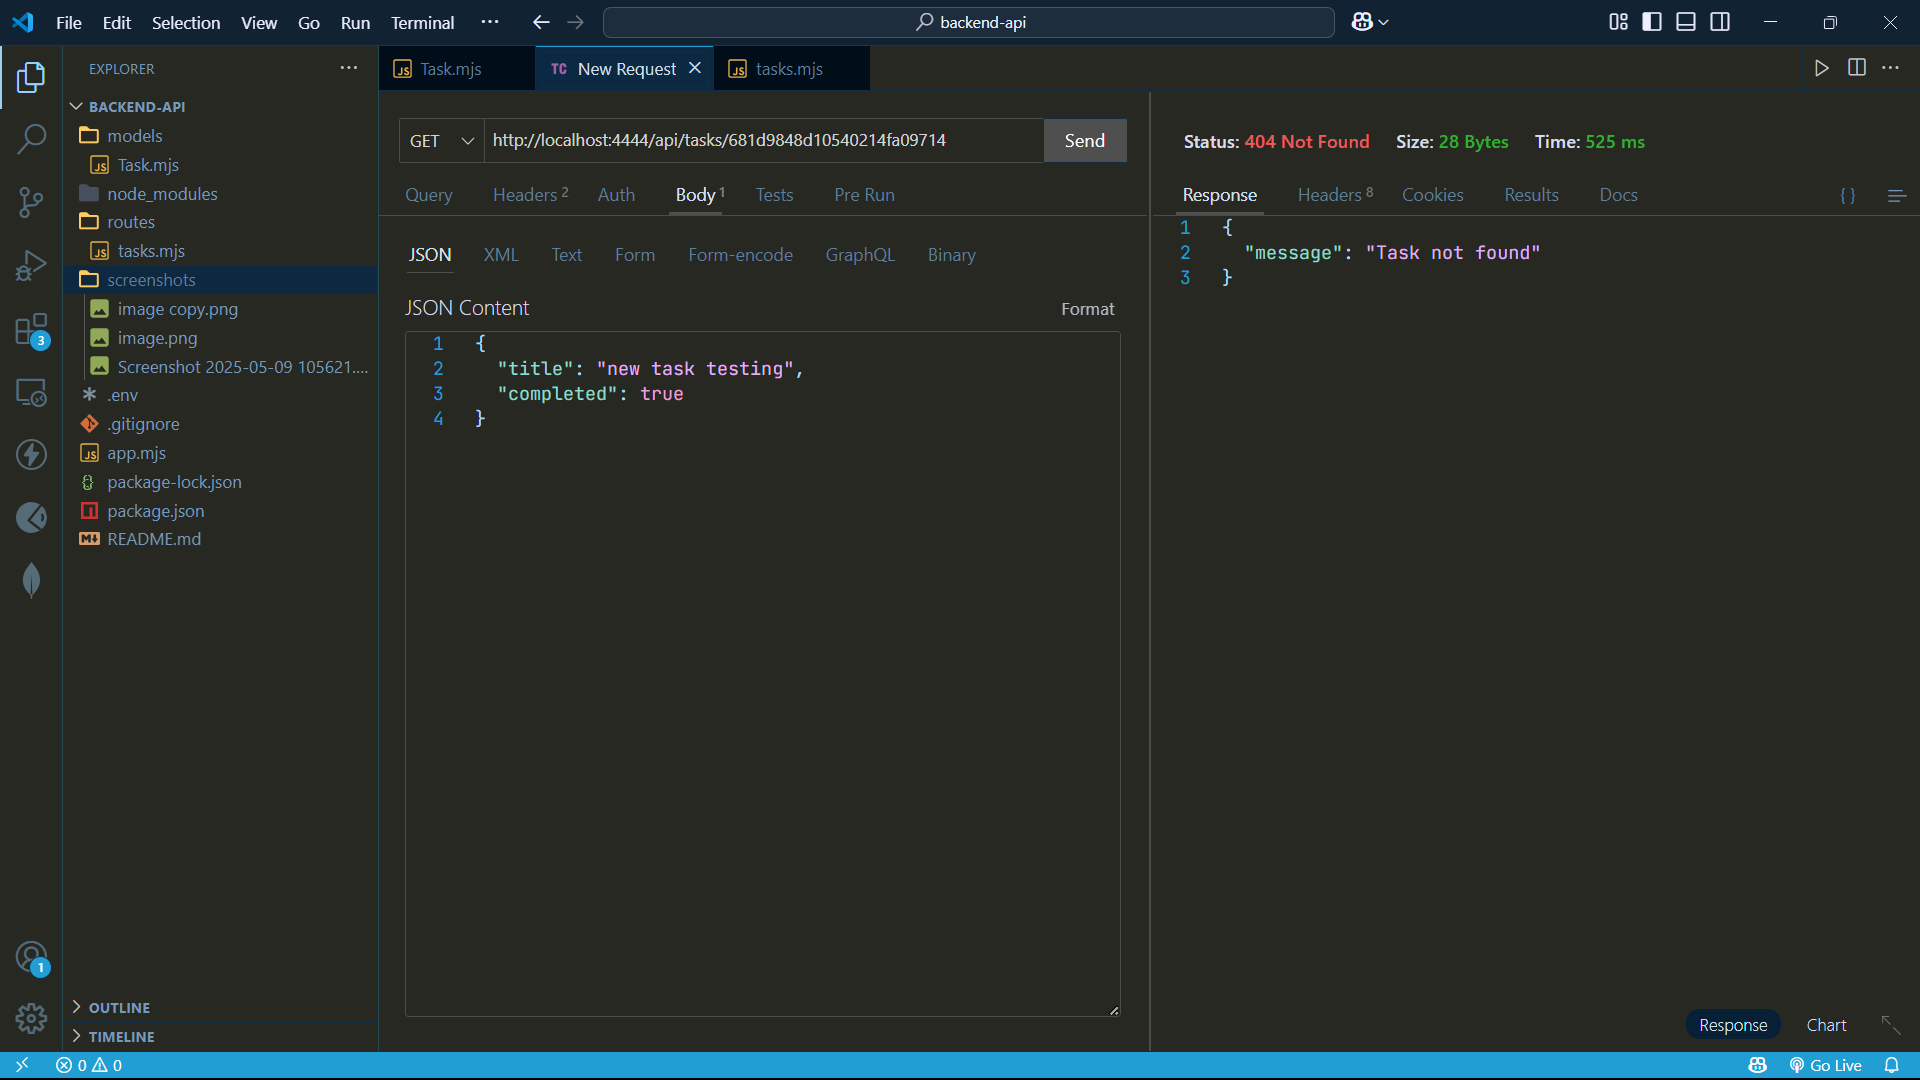 File Edit Selection View Go Run Terminal ··· backend-api
EXPLORER ···
Task.mjs
TC New Request
tasks.mjs
BACKEND-API
models
JS Task.mjs
node_modules
routes
JS tasks.mjs
screenshots
image copy.png
image.png
Screenshot 2025-05-09 105621....
.env
.gitignore
JS app.mjs
package-lock.json
package.json
README.md
OUTLINE
TIMELINE
3
1
GET http://localhost:4444/api/tasks/681d9848d10540214fa09714 Send
Query Headers 2 Auth Body 1 Tests Pre Run
JSON XML Text Form Form-encode GraphQL Binary
JSON Content Format
1 {
2 "title": "new task testing",
3 "completed": true
4 }
Status: 404 Not Found Size: 28 Bytes Time: 525 ms
Response Headers 8 Cookies Results Docs { }
1 {
2 "message": "Task not found"
3 }
Response Chart
0 0 Go Live